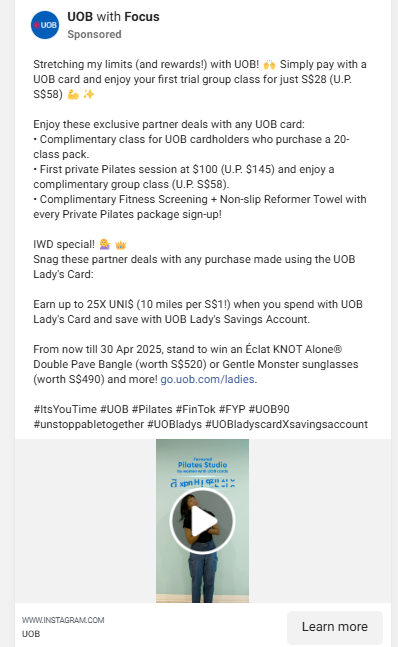 UOB
UOB with Focus
Sponsored
Stretching my limits (and rewards!) with UOB! 🙌 Simply pay with a
UOB card and enjoy your first trial group class for just S$28 (U.P.
S$58) 💪 ✨
Enjoy these exclusive partner deals with any UOB card:
• Complimentary class for UOB cardholders who purchase a 20-
class pack.
• First private Pilates session at $100 (U.P. $145) and enjoy a
complimentary group class (U.P. S$58).
• Complimentary Fitness Screening + Non-slip Reformer Towel with
every Private Pilates package sign-up!
IWD special! 💁‍♀️ 👑
Snag these partner deals with any purchase made using the UOB
Lady's Card:
Earn up to 25X UNI$ (10 miles per S$1!) when you spend with UOB
Lady's Card and save with UOB Lady's Savings Account.
From now till 30 Apr 2025, stand to win an Éclat KNOT Alone®
Double Pave Bangle (worth S$520) or Gentle Monster sunglasses
(worth S$490) and more! go.uob.com/ladies.
#ItsYouTime #UOB #Pilates #FinTok #FYP #UOB90
#unstoppabletogether #UOBladys #UOBladyscardXsavingsaccount
Pilates Studio
WWW.INSTAGRAM.COM
UOB
Learn more